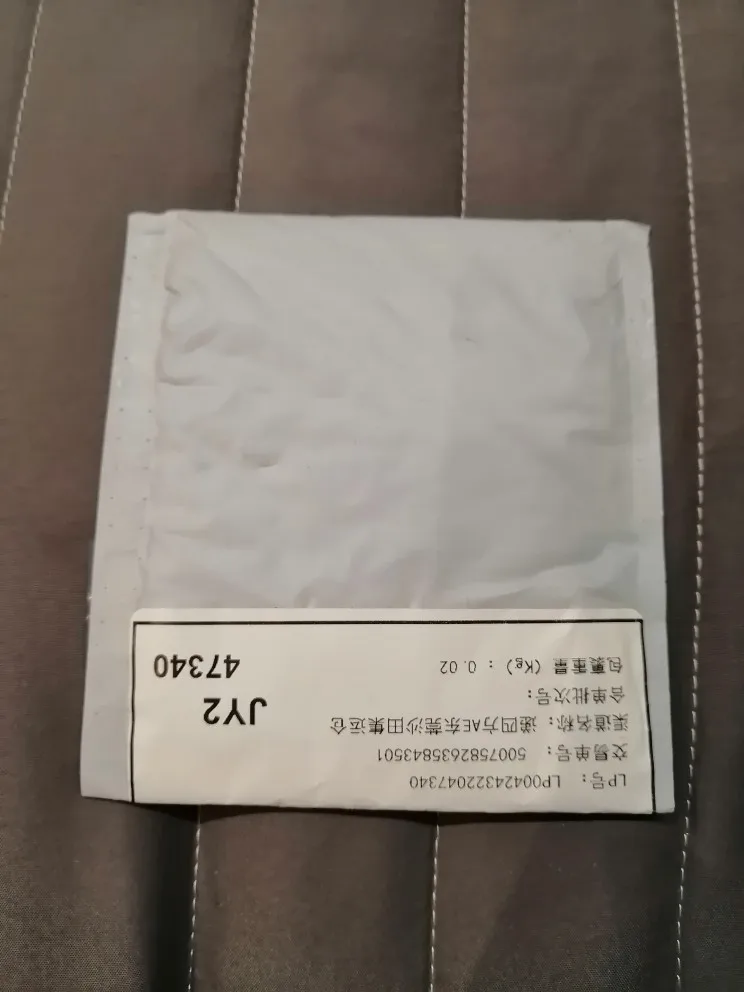 LP号: LP00424322047340
交易单号: 5007582635843501
渠道名称: 递四方AE东莞沙田集运仓
合单批次号:
包裹重量 (Kg) : 0.02
JY2
47340